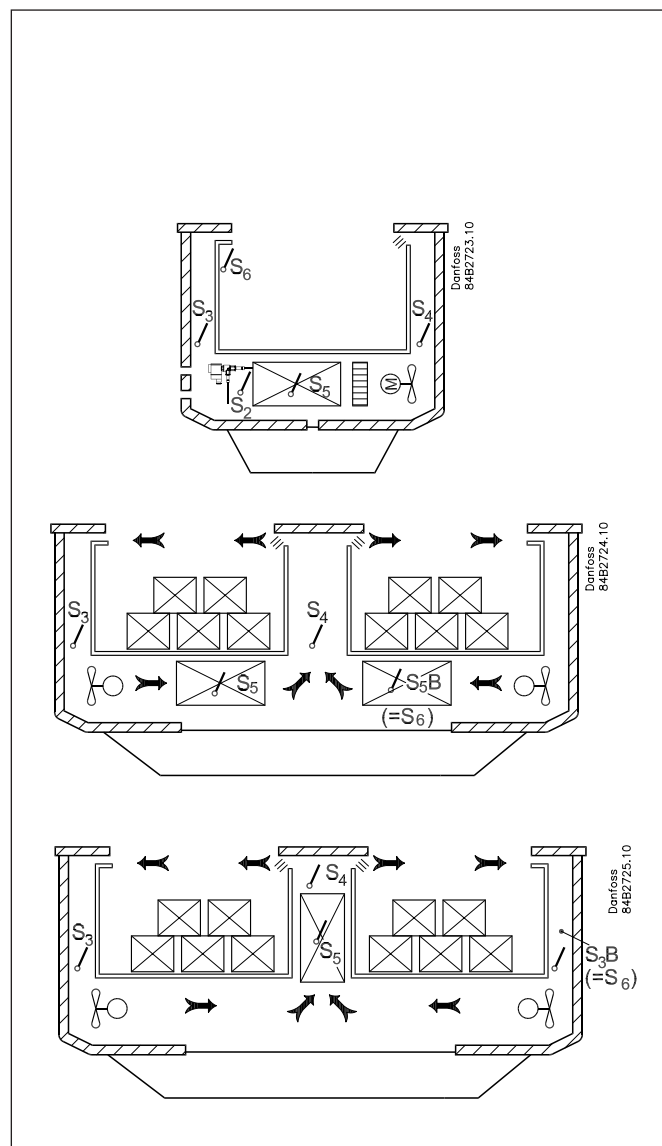 Danfoss
84B2723.10
S6
S3
S4
M
S2
S5
Danfoss
84B2724.10
S3
S4
S5
S5B
(=S6)
Danfoss
84B2725.10
S4
S3
S5
S3B
(=S6)